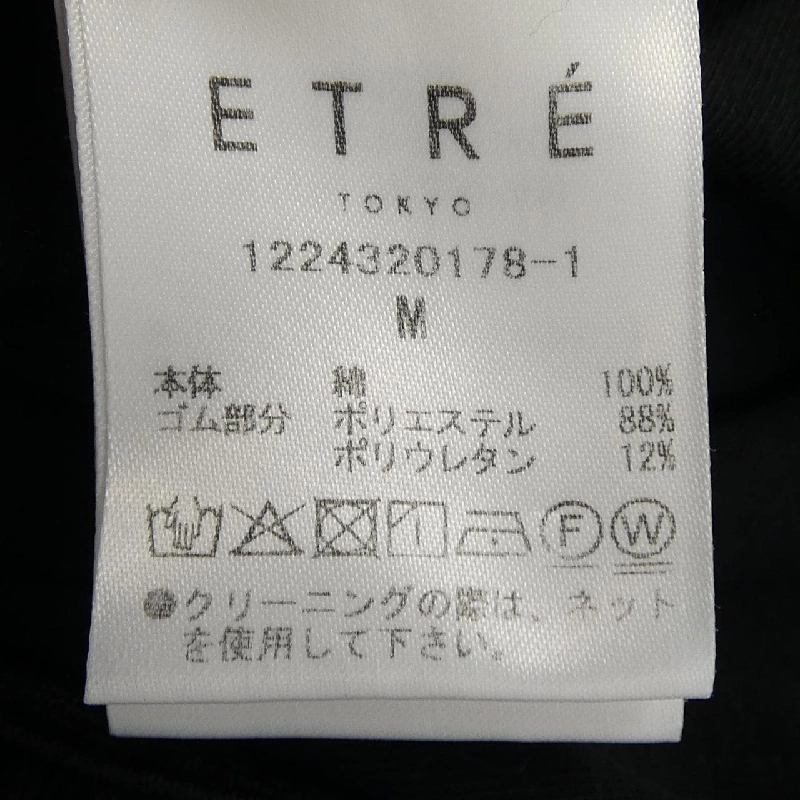 ETRÉ
TOKYO
1224320178-1
M
本体 綿 100%
ゴム部分 ポリエステル 88%
ポリウレタン 12%
F W
●クリーニングの際は、ネット
を使用して下さい。